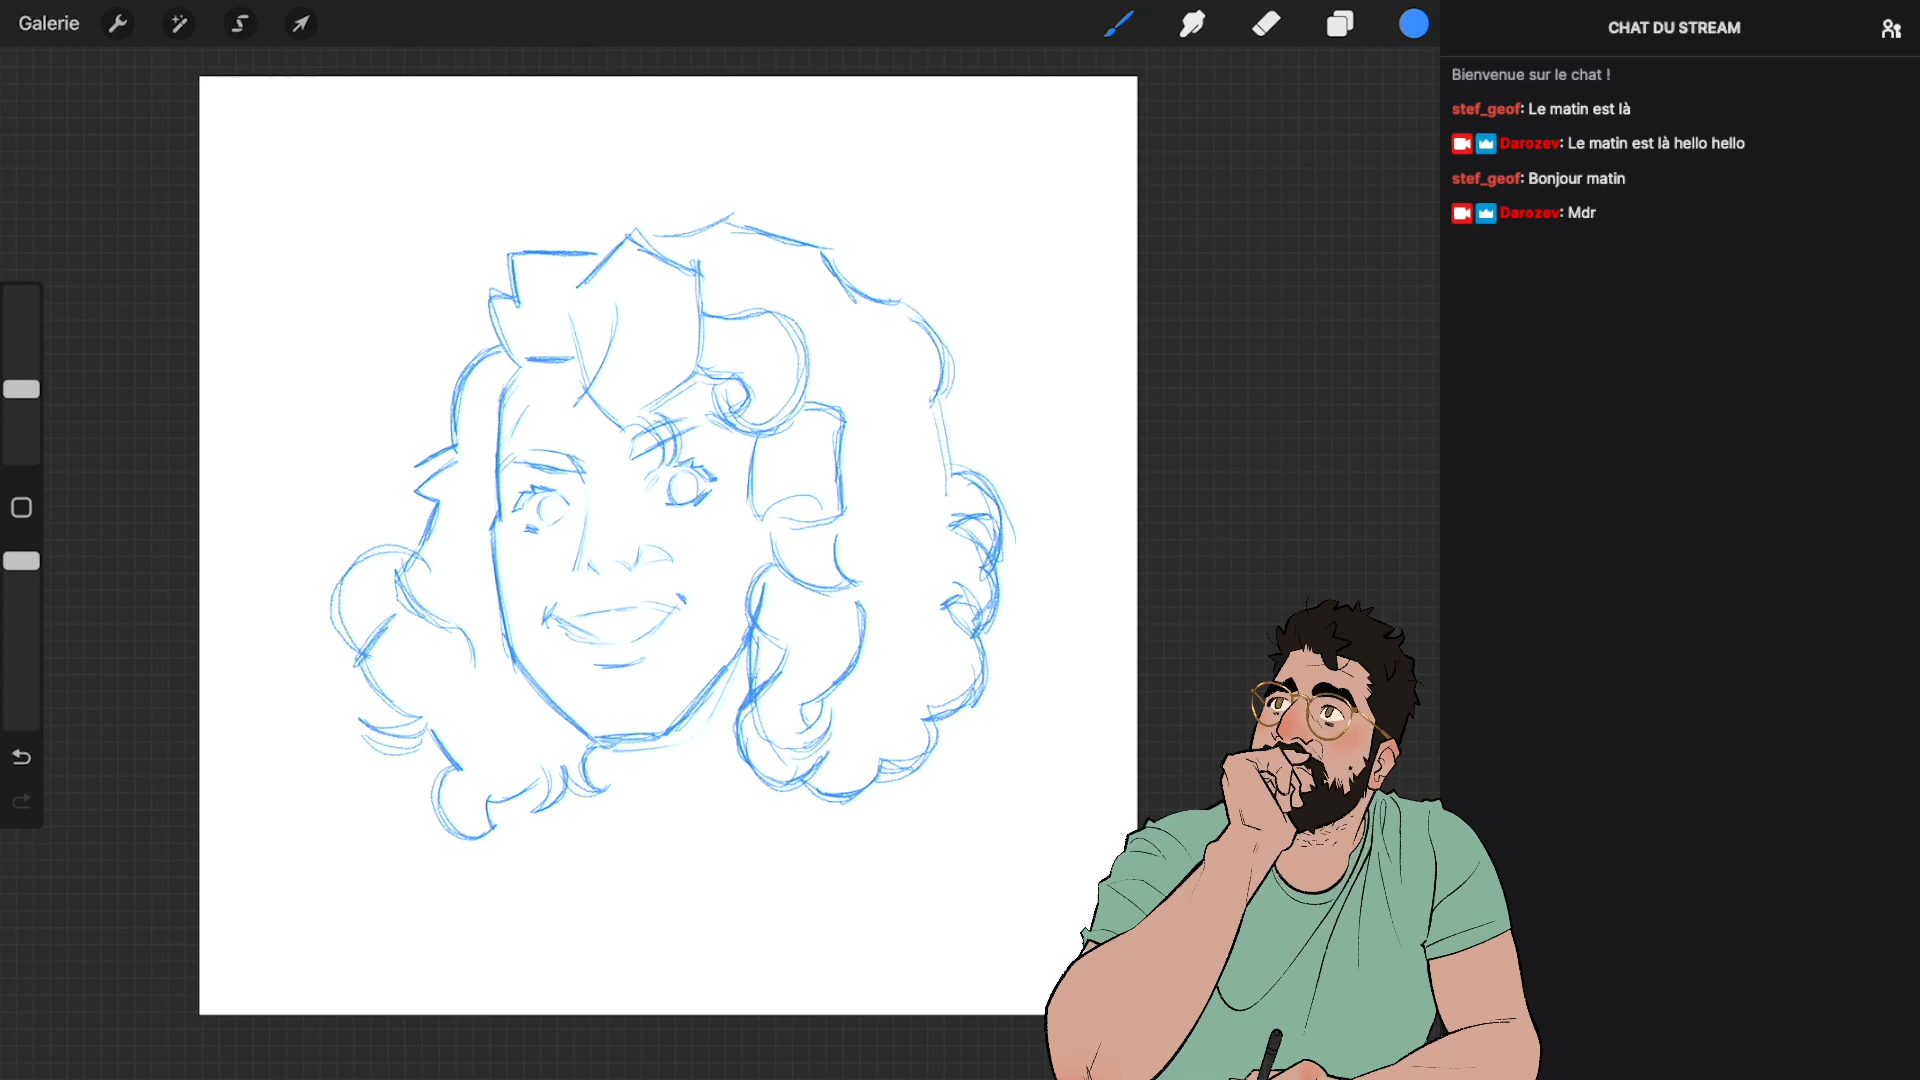 Galerie
CHAT DU STREAM
Bienvenue sur le chat !
stef_geof: Le matin est là
Darozev: Le matin est là hello hello
stef_geof: Bonjour matin
Darozev: Mdr